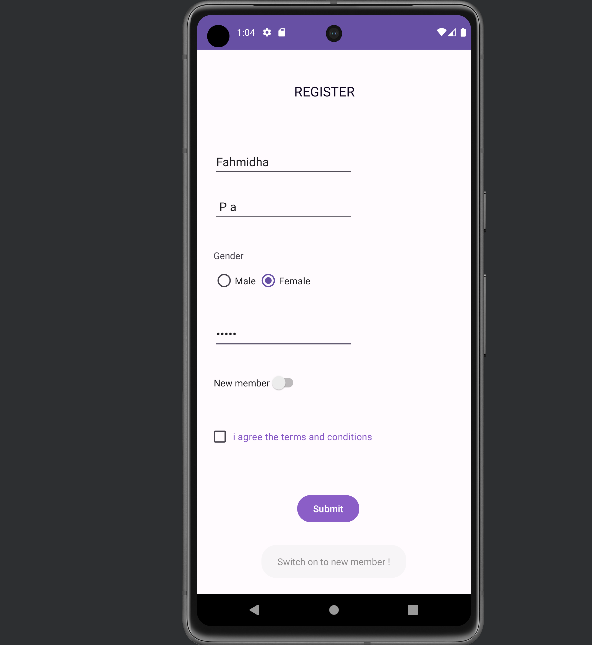 1:04
REGISTER
Fahmidha
P a
Gender
Male Female
•••••
New member
i agree the terms and conditions
Submit
Switch on to new member !